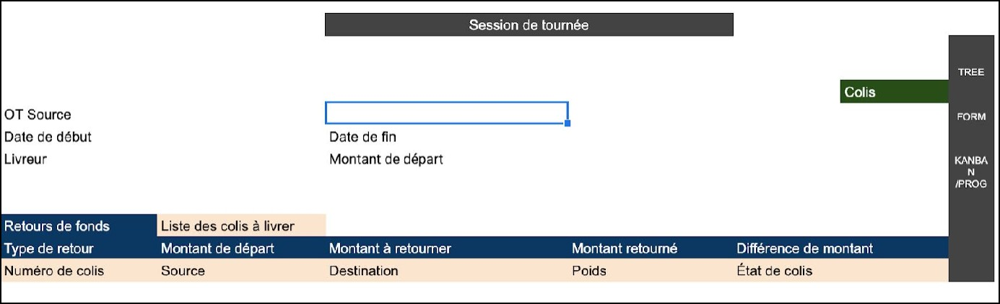 Session de tournée
TREE
Colis
OT Source
FORM
Date de début
Date de fin
Livreur
Montant de départ
KANBA
N
/PROG
Retours de fonds
Liste des colis à livrer
Type de retour
Montant de départ
Montant à retourner
Montant retourné
Différence de montant
Numéro de colis
Source
Destination
Poids
État de colis